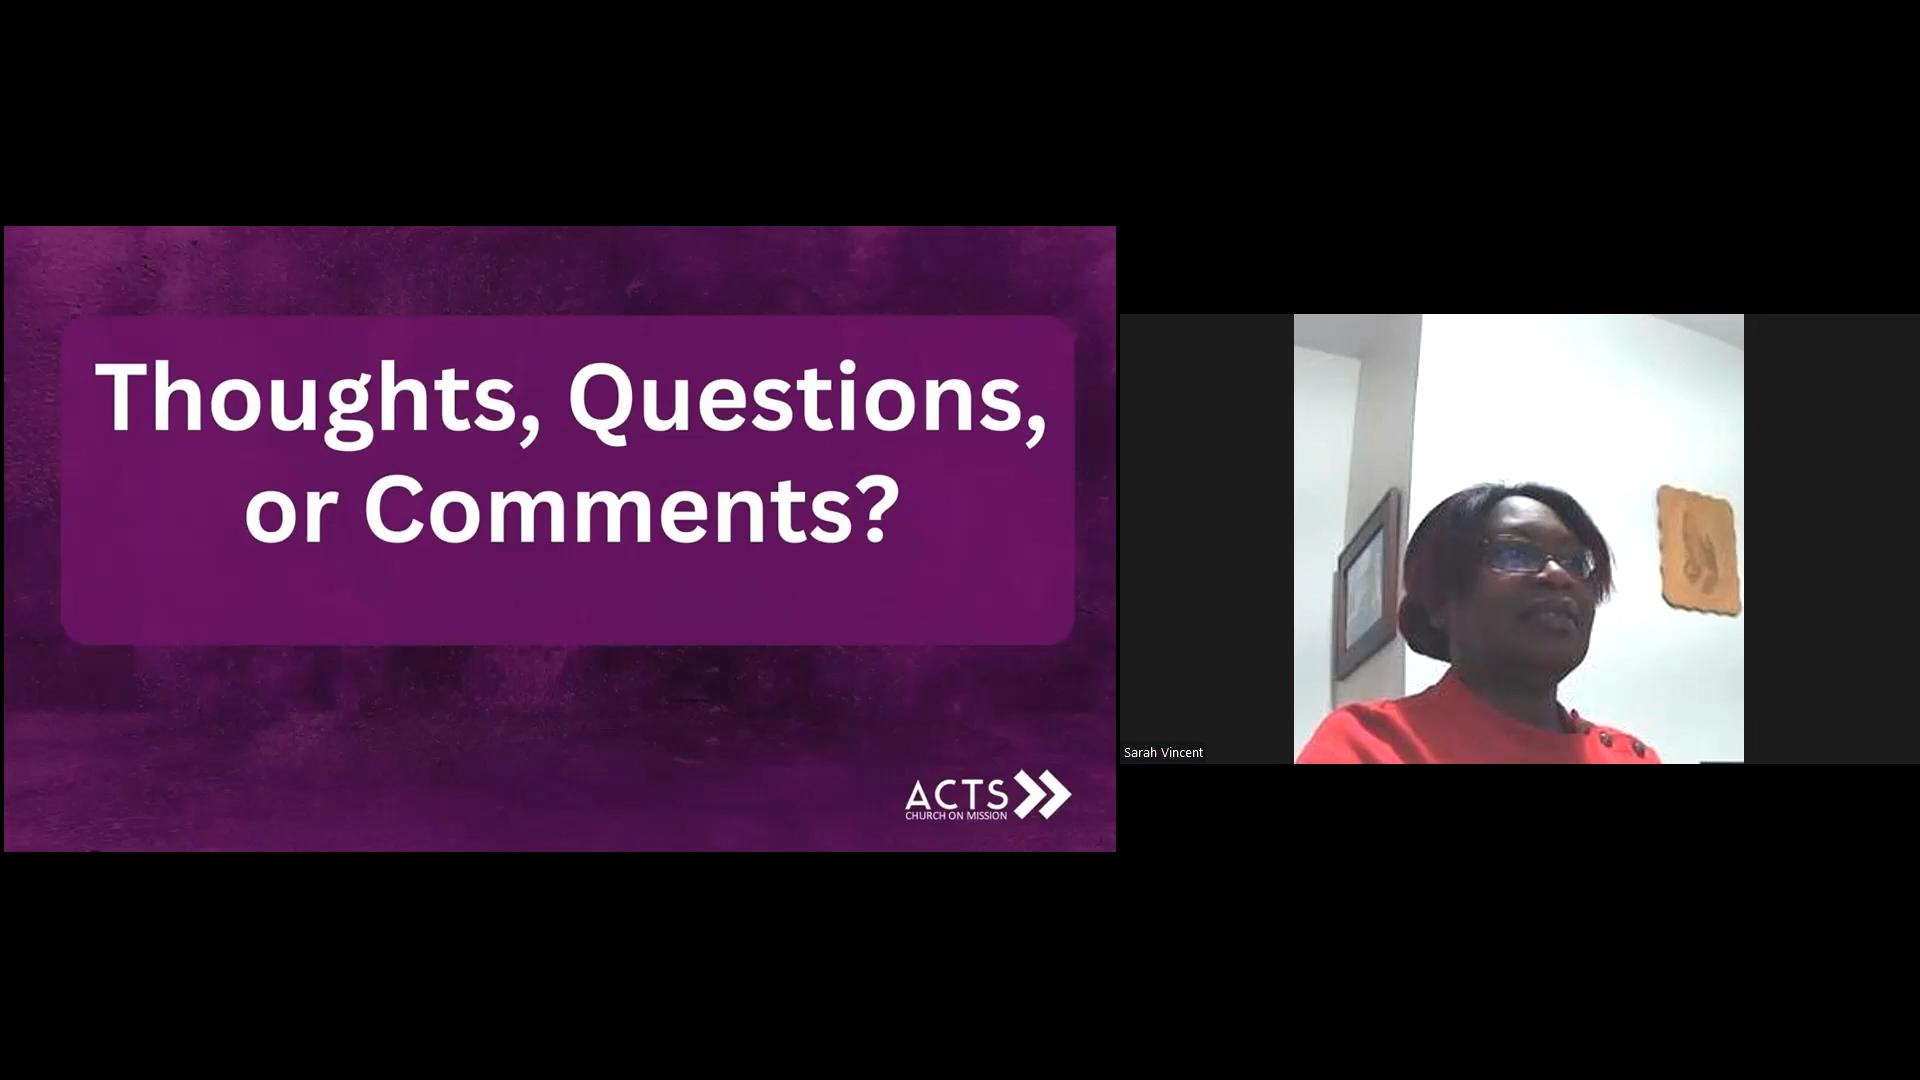 Thoughts, Questions,
or Comments?
ACTS
CHURCH ON MISSION
Sarah Vincent